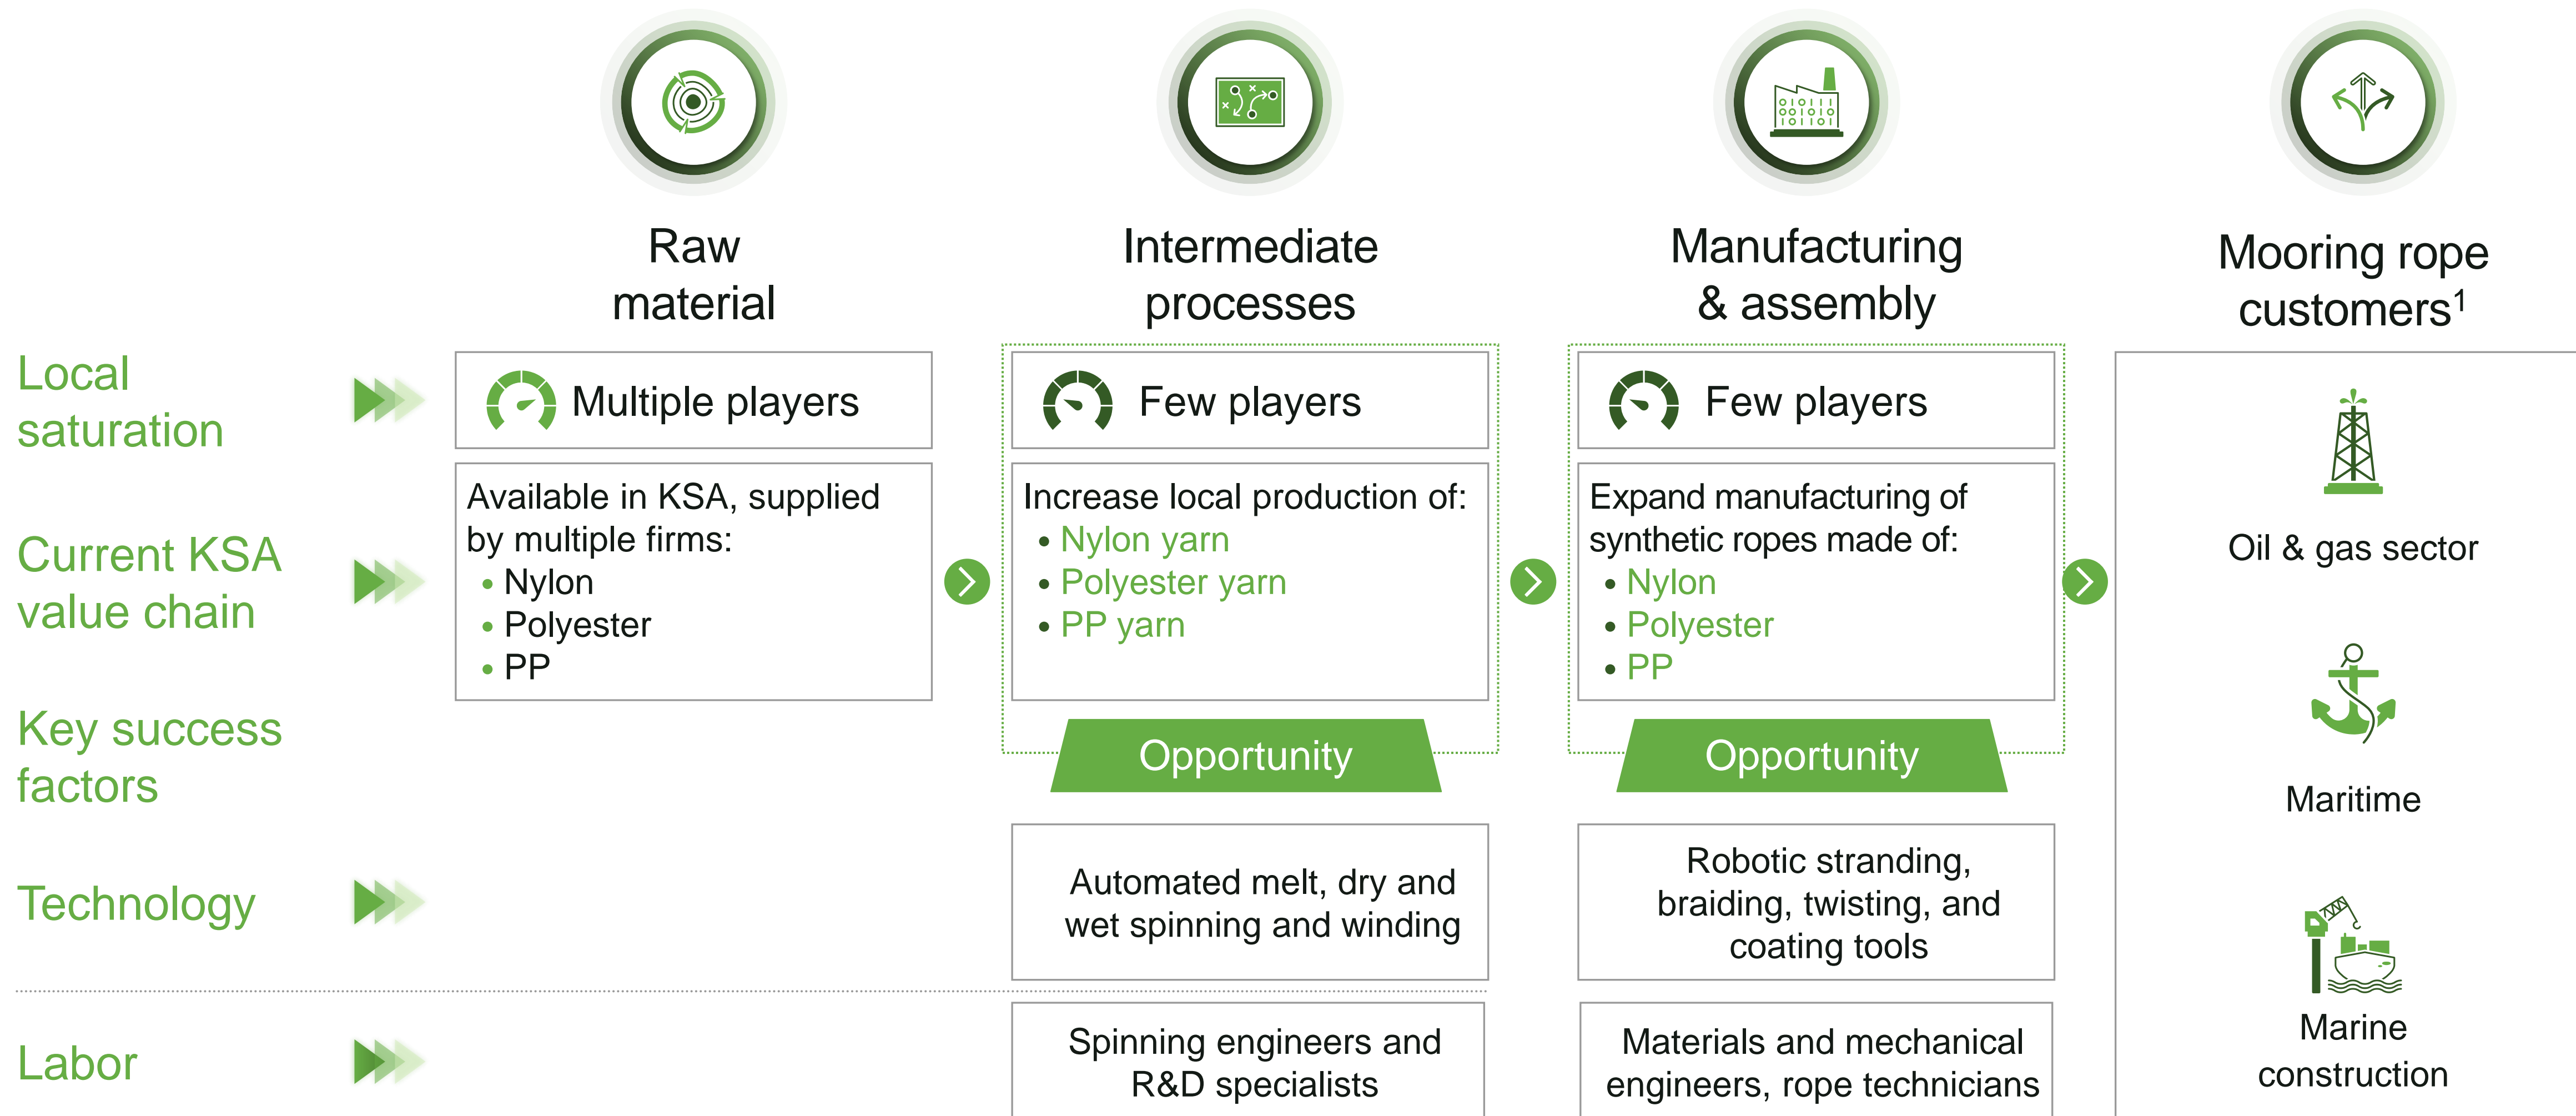 Raw
material
Intermediate
processes
Manufacturing
& assembly
Mooring rope
customers¹
Local
saturation
Multiple players
Few players
Few players
Current KSA
value chain
Available in KSA, supplied
by multiple firms:
• Nylon
• Polyester
• PP
Increase local production of:
• Nylon yarn
• Polyester yarn
• PP yarn
Expand manufacturing of
synthetic ropes made of:
• Nylon
• Polyester
• PP
Oil & gas sector
Maritime
Marine
construction
Key success
factors
Opportunity
Opportunity
Technology
Automated melt, dry and
wet spinning and winding
Robotic stranding,
braiding, twisting, and
coating tools
Labor
Spinning engineers and
R&D specialists
Materials and mechanical
engineers, rope technicians